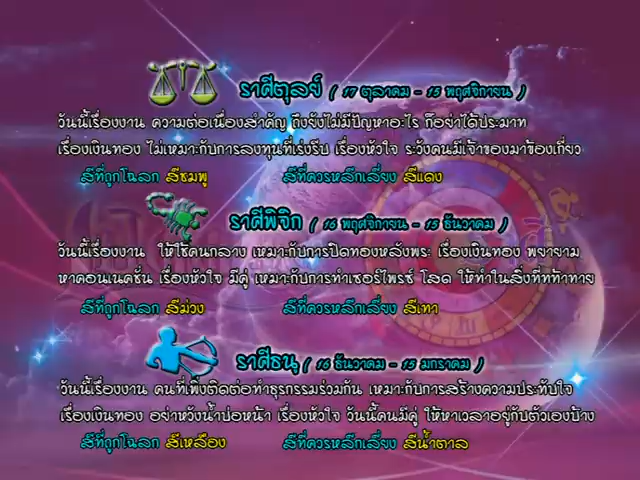 ราศีตุลย์ ( 17 ตุลาคม - 15 พฤศจิกายน )
วันนี้เรื่องงาน ความต่อเนื่องสำคัญ ถึงยังไม่มีปัญหาอะไร ก็อย่าได้ประมาท
เรื่องเงินทอง ไม่เหมาะกับการลงทุนที่เร่งรีบ เรื่องหัวใจ ระวังคนมีเจ้าของมาข้องเกี่ยว
สีที่ถูกโฉลก สีชมพู สีที่ควรหลีกเลี่ยง สีแดง
ราศีพิจิก ( 16 พฤศจิกายน - 15 ธันวาคม )
วันนี้เรื่องงาน ให้ใช้คนกลาง เหมาะกับการปิดทองหลังพระ เรื่องเงินทอง พยายาม
หาคอนเนคชั่น เรื่องหัวใจ มีคู่ เหมาะกับการทำเซอร์ไพรซ์ โสด ให้ทำในสิ่งที่ท้าทาย
สีที่ถูกโฉลก สีม่วง สีที่ควรหลีกเลี่ยง สีเทา
ราศีธนู ( 16 ธันวาคม - 15 มกราคม )
วันนี้เรื่องงาน คนที่เพิ่งติดต่อทำธุรกรรมร่วมกัน เหมาะกับการสร้างความประทับใจ
เรื่องเงินทอง อย่าหวังน้ำบ่อหน้า เรื่องหัวใจ วันนี้คนมีคู่ ให้หาเวลาอยู่กับตัวเองบ้าง
สีที่ถูกโฉลก สีเหลือง สีที่ควรหลีกเลี่ยง สีน้ำตาล